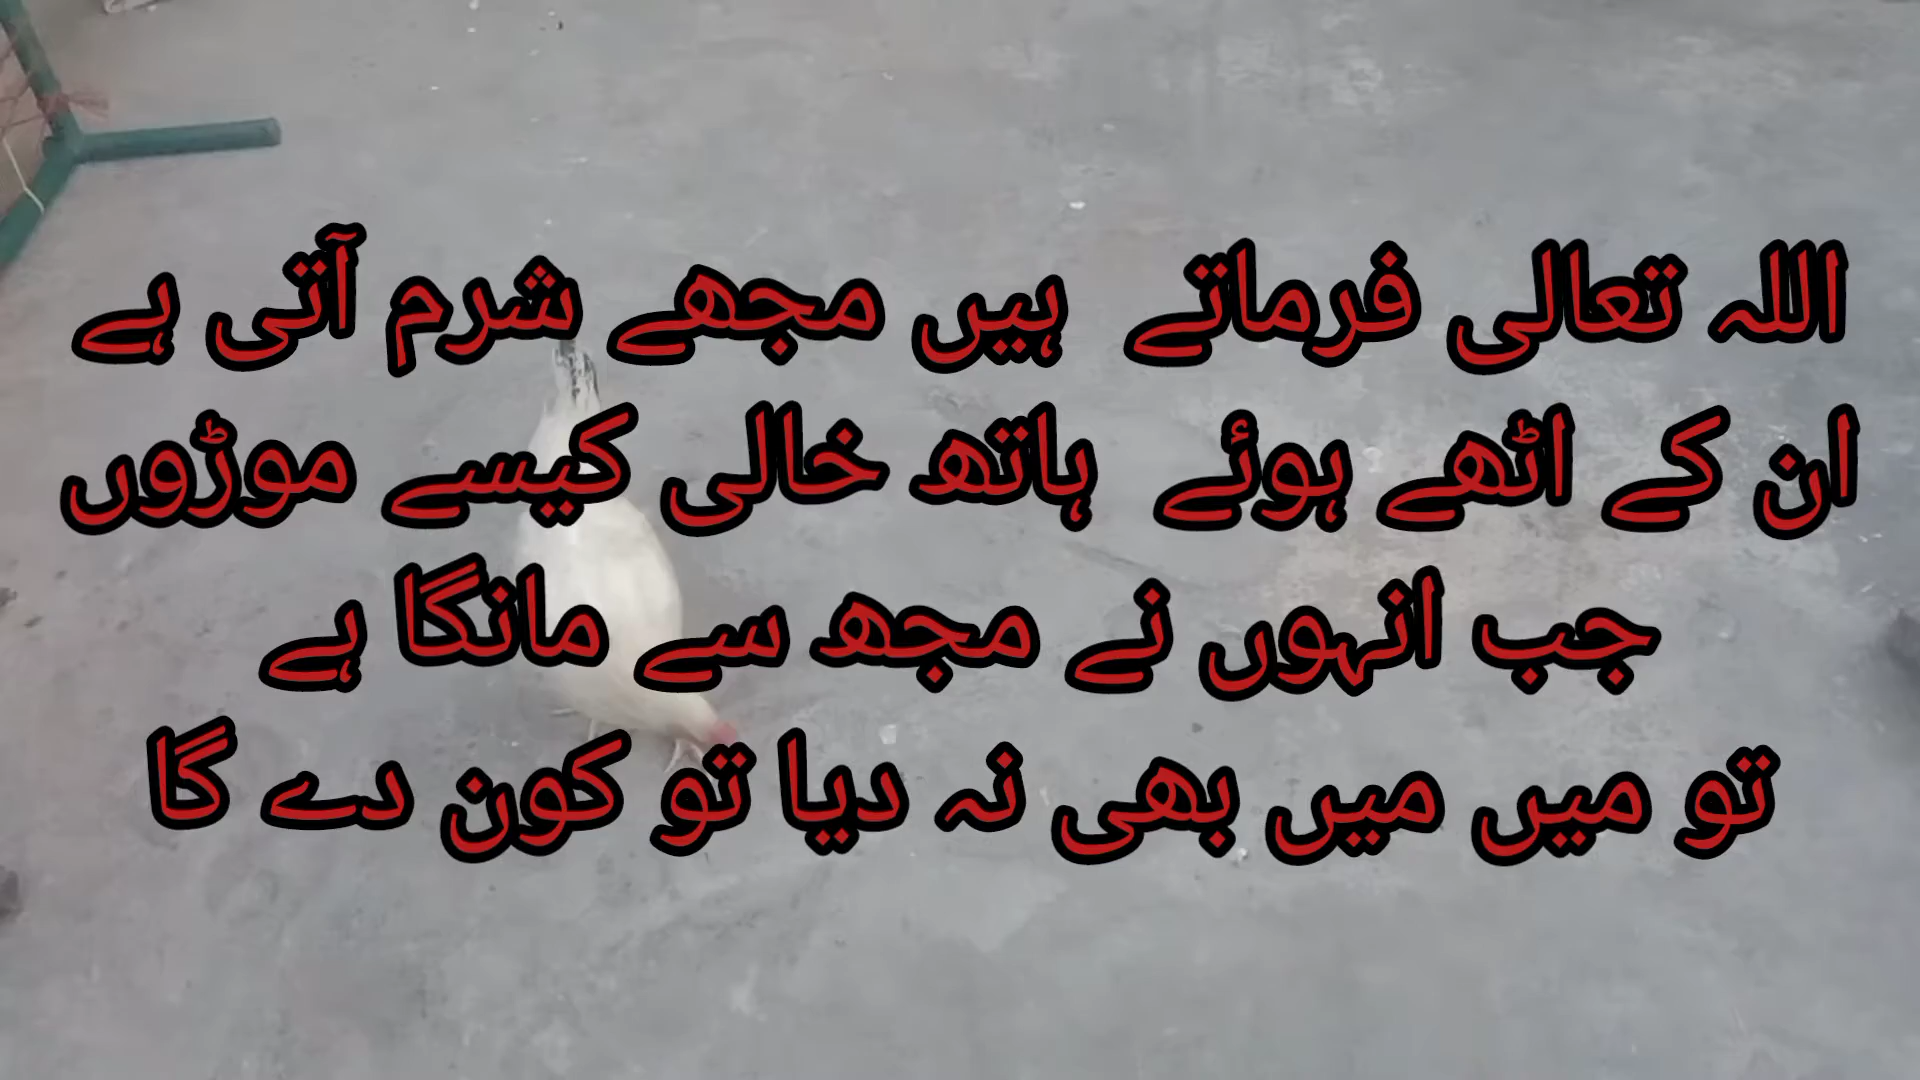 اللہ تعالی فرماتے ہیں مجھے شرم آتی ہے
ان کے اٹھے ہوئے ہاتھ خالی کیسے موڑوں
جب انہوں نے مجھ سے مانگا ہے
تو میں میں بھی نہ دیا تو کون دے گا